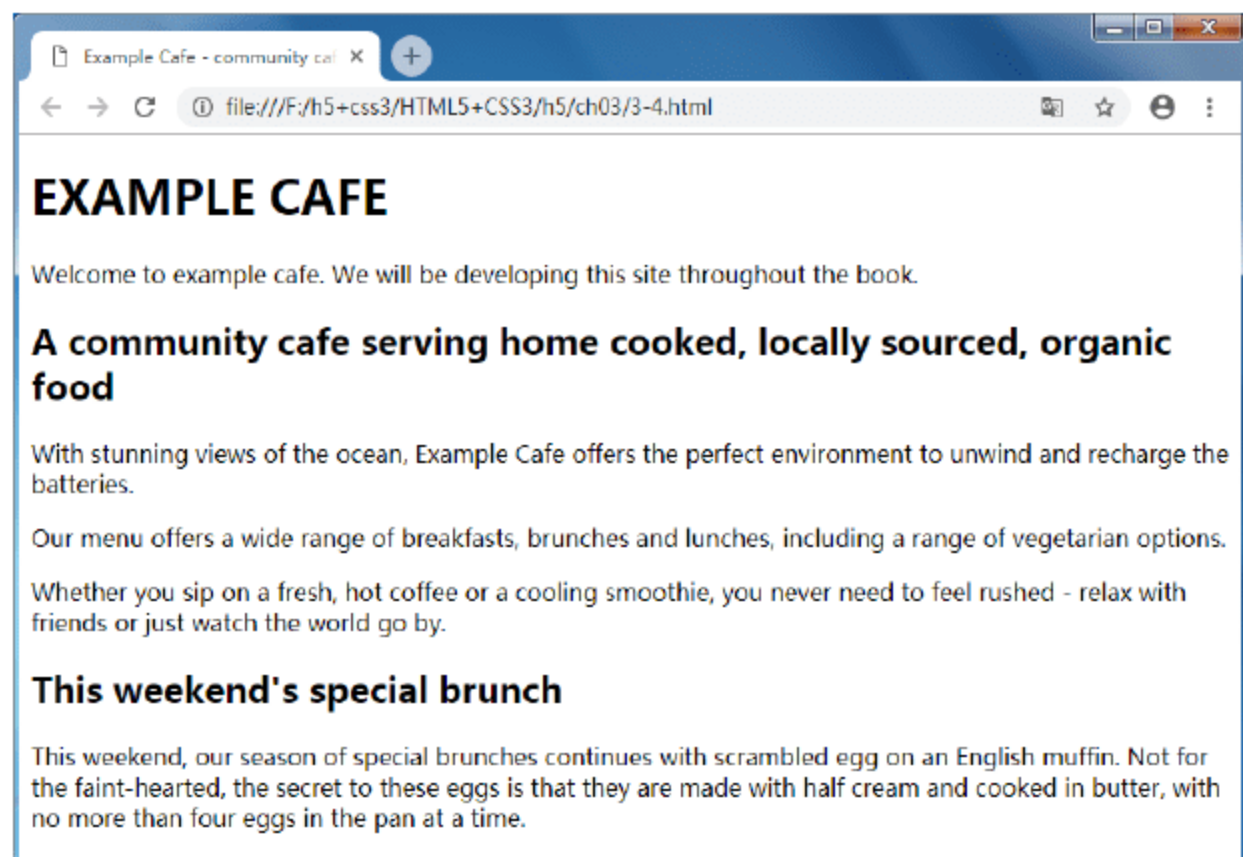 Example Cafe - community caf
file:///F:/h5+css3/HTML5+CSS3/h5/ch03/3-4.html
EXAMPLE CAFE
Welcome to example cafe. We will be developing this site throughout the book.
A community cafe serving home cooked, locally sourced, organic
food
With stunning views of the ocean, Example Cafe offers the perfect environment to unwind and recharge the
batteries.
Our menu offers a wide range of breakfasts, brunches and lunches, including a range of vegetarian options.
Whether you sip on a fresh, hot coffee or a cooling smoothie, you never need to feel rushed - relax with
friends or just watch the world go by.
This weekend's special brunch
This weekend, our season of special brunches continues with scrambled egg on an English muffin. Not for
the faint-hearted, the secret to these eggs is that they are made with half cream and cooked in butter, with
no more than four eggs in the pan at a time.